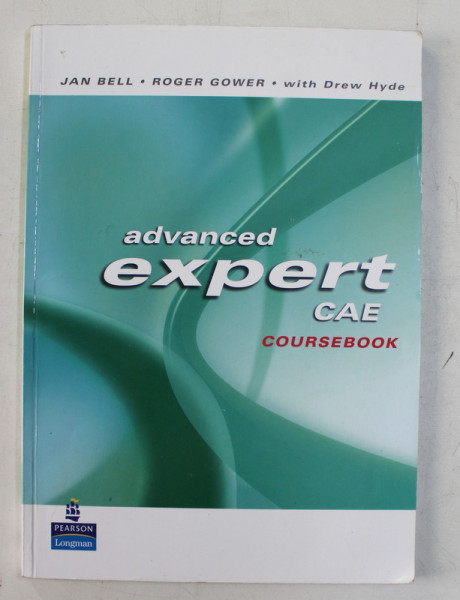 JAN BELL • ROGER GOWER • with Drew Hyde
advanced
expert
CAE
COURSEBOOK
PEARSON
Longman